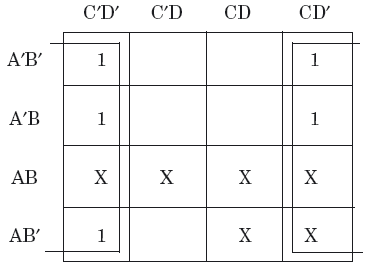 C′D′ C′D CD CD′
A′B′ 1 1
A′B 1 1
AB X X X X
AB′ 1 X X